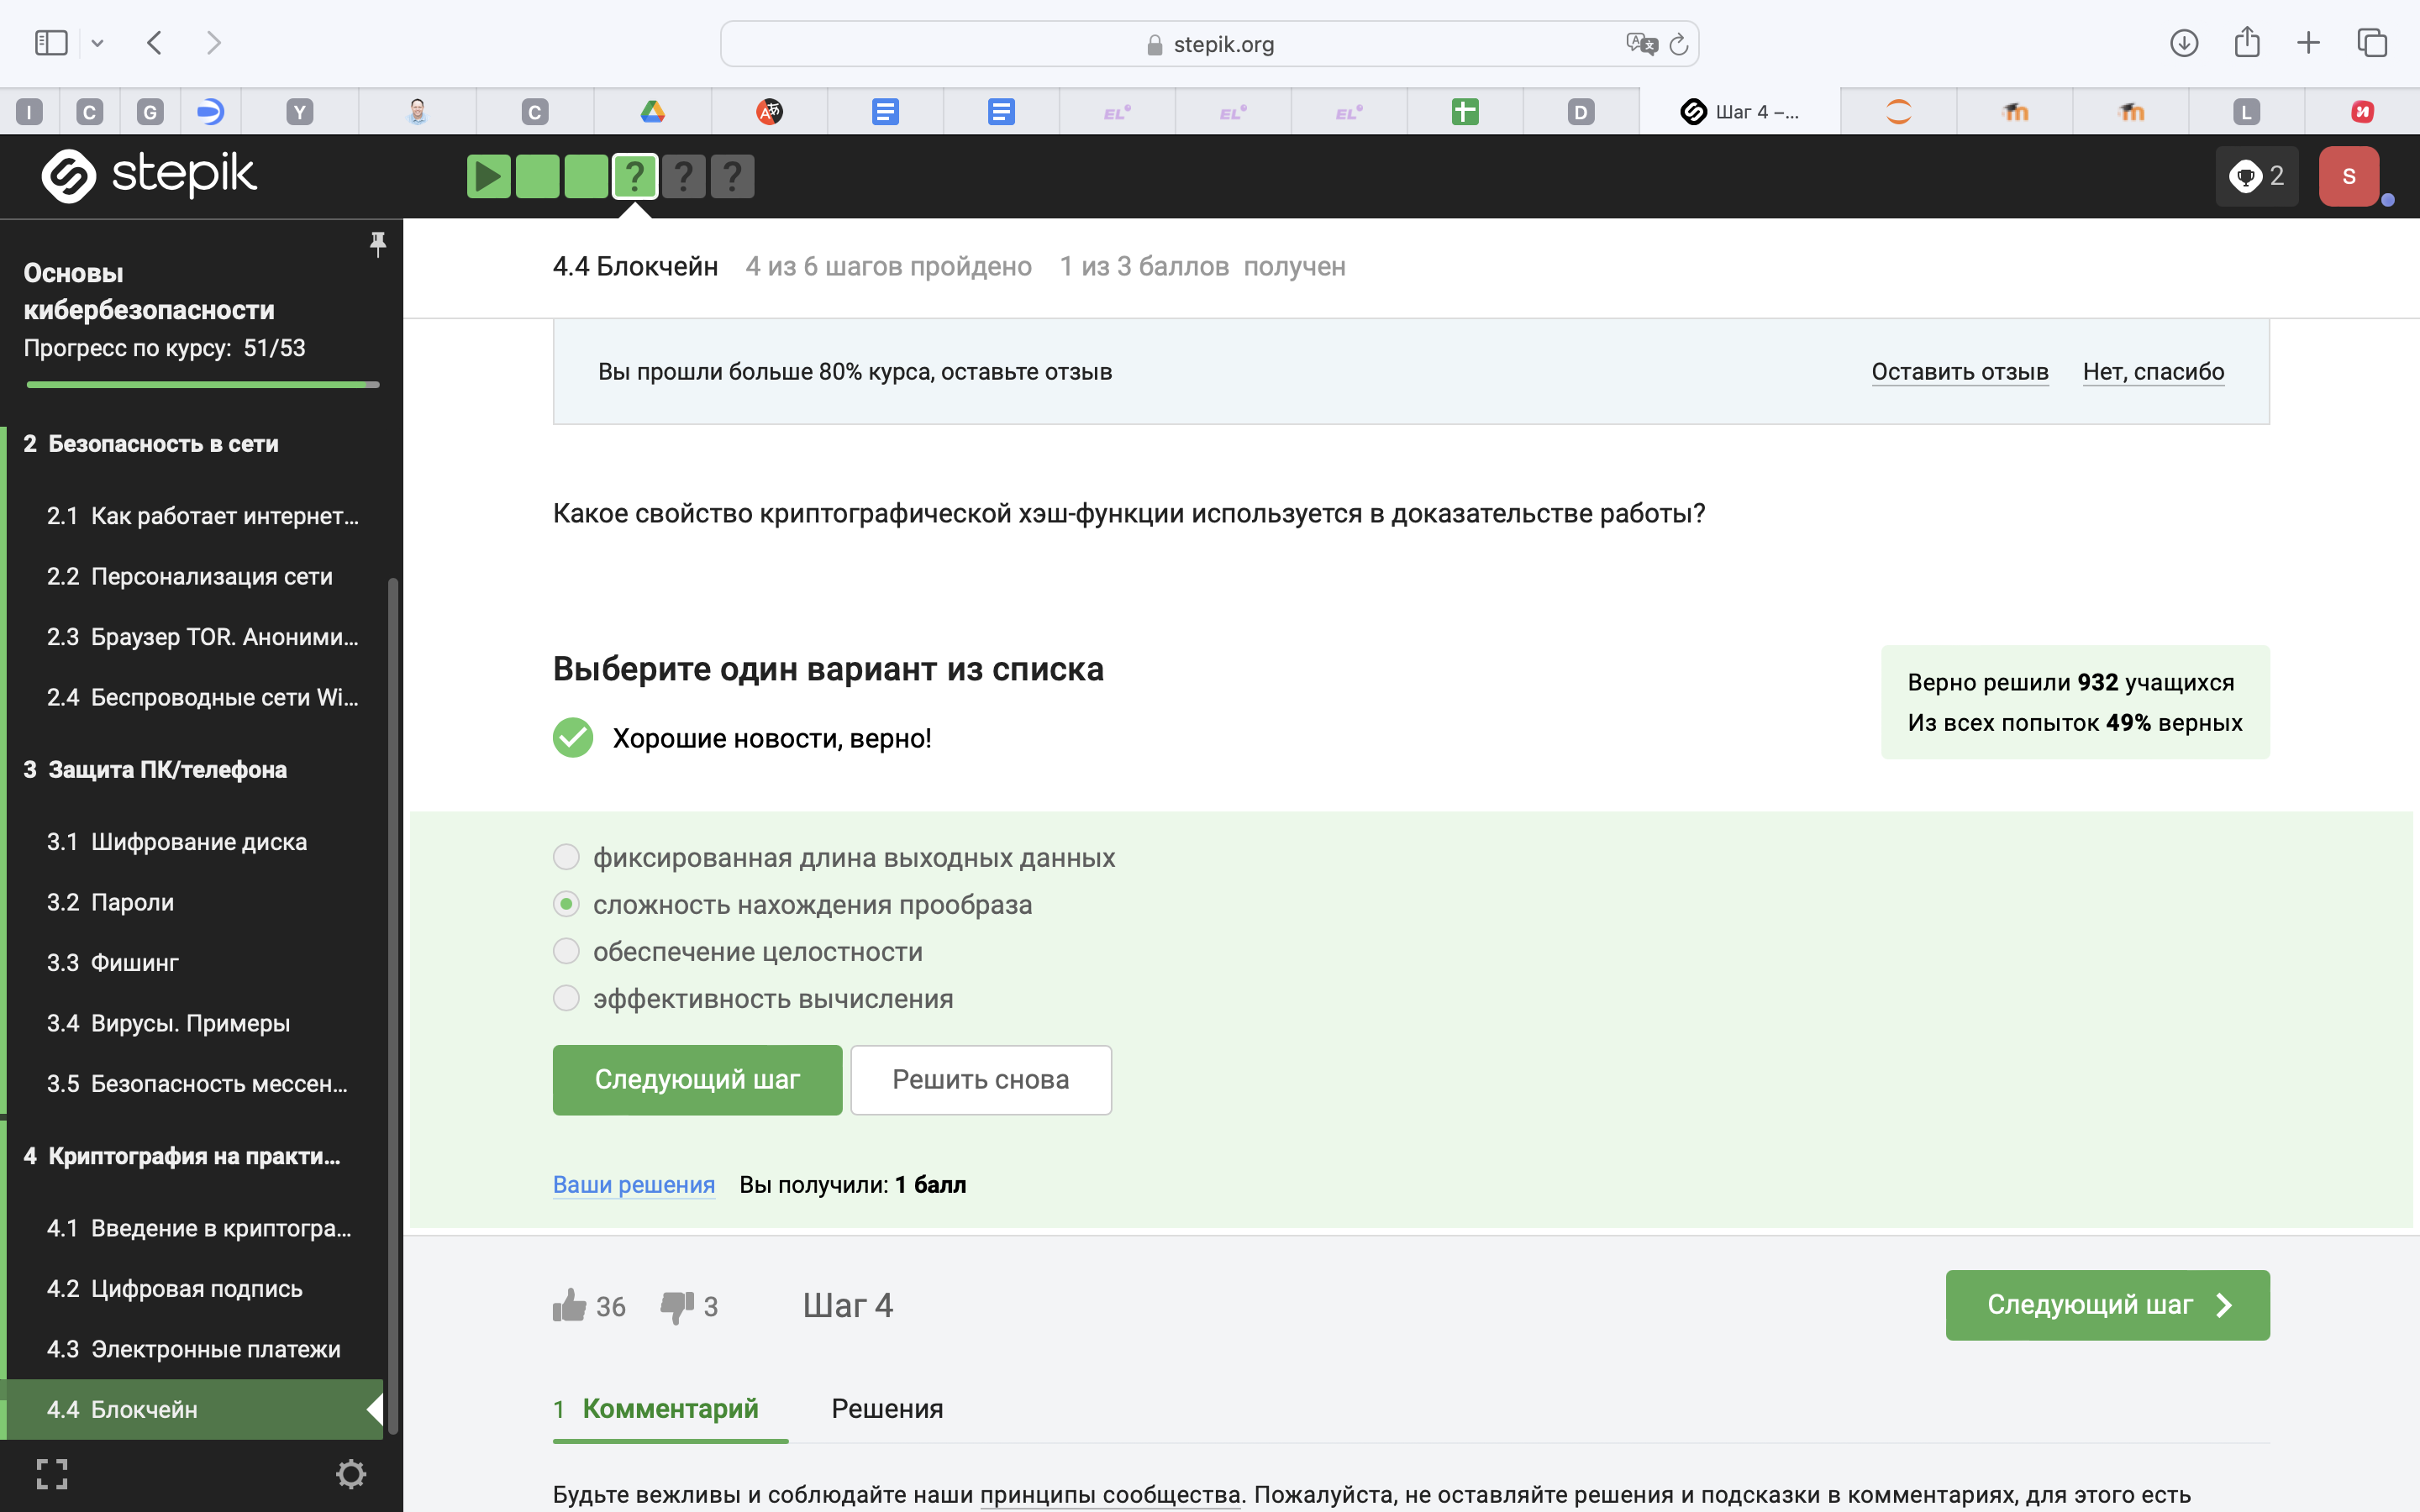 stepik.org
I
C
G
Y
C
EL
EL
EL
D
Шаг 4 –...
L
stepik
?
?
?
2
S
Основы
кибербезопасности
Прогресс по курсу: 51/53
2 Безопасность в сети
2.1 Как работает интернет...
2.2 Персонализация сети
2.3 Браузер TOR. Аноними...
2.4 Беспроводные сети Wi...
3 Защита ПК/телефона
3.1 Шифрование диска
3.2 Пароли
3.3 Фишинг
3.4 Вирусы. Примеры
3.5 Безопасность мессен...
4 Криптография на практи...
4.1 Введение в криптогра...
4.2 Цифровая подпись
4.3 Электронные платежи
4.4 Блокчейн
4.4 Блокчейн 4 из 6 шагов пройдено 1 из 3 баллов получен
Вы прошли больше 80% курса, оставьте отзыв Оставить отзыв Нет, спасибо
Какое свойство криптографической хэш-функции используется в доказательстве работы?
Выберите один вариант из списка
Хорошие новости, верно!
Верно решили 932 учащихся
Из всех попыток 49% верных
фиксированная длина выходных данных
сложность нахождения прообраза
обеспечение целостности
эффективность вычисления
Следующий шаг Решить снова
Ваши решения Вы получили: 1 балл
36 3 Шаг 4 Следующий шаг
1 Комментарий Решения
Будьте вежливы и соблюдайте наши принципы сообщества. Пожалуйста, не оставляйте решения и подсказки в комментариях, для этого есть